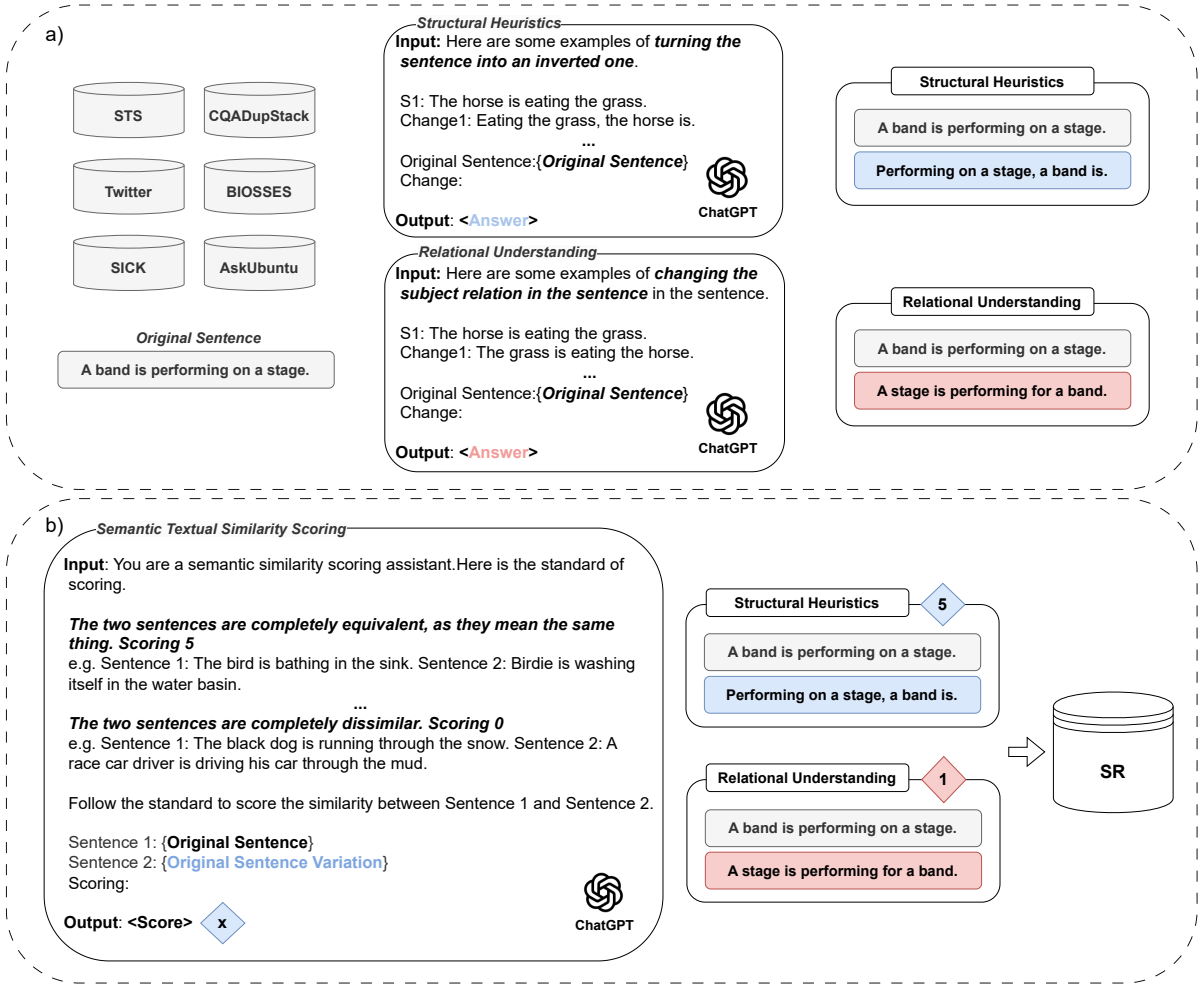 a)
STS
CQADupStack
Twitter
BIOSSES
SICK
AskUbuntu
Original Sentence
A band is performing on a stage.
Structural Heuristics
Input: Here are some examples of turning the
sentence into an inverted one.
S1: The horse is eating the grass.
Change1: Eating the grass, the horse is.
...
Original Sentence:{Original Sentence}
Change:
ChatGPT
Output: <Answer>
Relational Understanding
Input: Here are some examples of changing the
subject relation in the sentence in the sentence.
S1: The horse is eating the grass.
Change1: The grass is eating the horse.
...
Original Sentence:{Original Sentence}
Change:
ChatGPT
Output: <Answer>
Structural Heuristics
A band is performing on a stage.
Performing on a stage, a band is.
Relational Understanding
A band is performing on a stage.
A stage is performing for a band.
b)
Semantic Textual Similarity Scoring
Input: You are a semantic similarity scoring assistant.Here is the standard of
scoring.
The two sentences are completely equivalent, as they mean the same
thing. Scoring 5
e.g. Sentence 1: The bird is bathing in the sink. Sentence 2: Birdie is washing
itself in the water basin.
...
The two sentences are completely dissimilar. Scoring 0
e.g. Sentence 1: The black dog is running through the snow. Sentence 2: A
race car driver is driving his car through the mud.
Follow the standard to score the similarity between Sentence 1 and Sentence 2.
Sentence 1: {Original Sentence}
Sentence 2: {Original Sentence Variation}
Scoring:
Output: <Score> x
ChatGPT
Structural Heuristics
5
A band is performing on a stage.
Performing on a stage, a band is.
Relational Understanding
1
A band is performing on a stage.
A stage is performing for a band.
SR